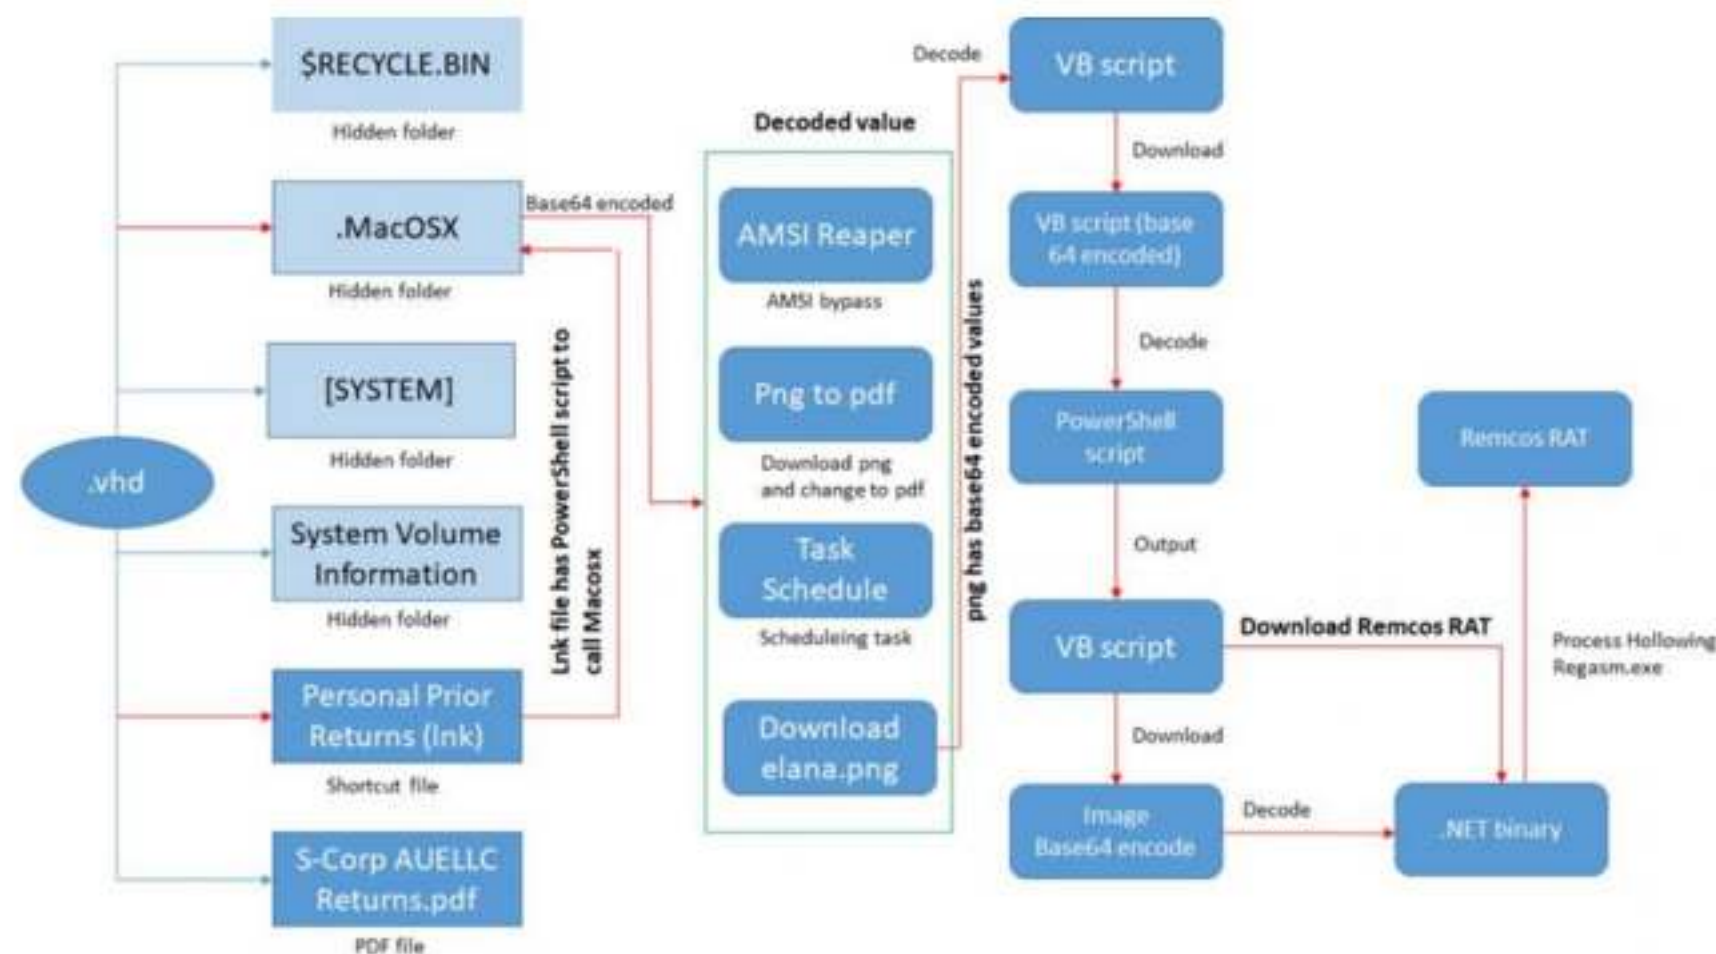 .vhd
$RECYCLE.BIN
Hidden folder
.MacOSX
Hidden folder
[SYSTEM]
Hidden folder
System Volume
Information
Hidden folder
Personal Prior
Returns (lnk)
Shortcut file
S-Corp AUELLC
Returns.pdf
PDF file
Base64 encoded
Lnk file has PowerShell script to
call Macosx
Decoded value
AMSI Reaper
AMSI bypass
Png to pdf
Download png
and change to pdf
Task
Schedule
Scheduleing task
Download
elana.png
png has base64 encoded values
Decode
VB script
Download
VB script (base
64 encoded)
Decode
PowerShell
script
Output
VB script
Download Remcos RAT
Download
Image
Base64 encode
Decode
.NET binary
Process Hollowing
Regasm.exe
Remcos RAT